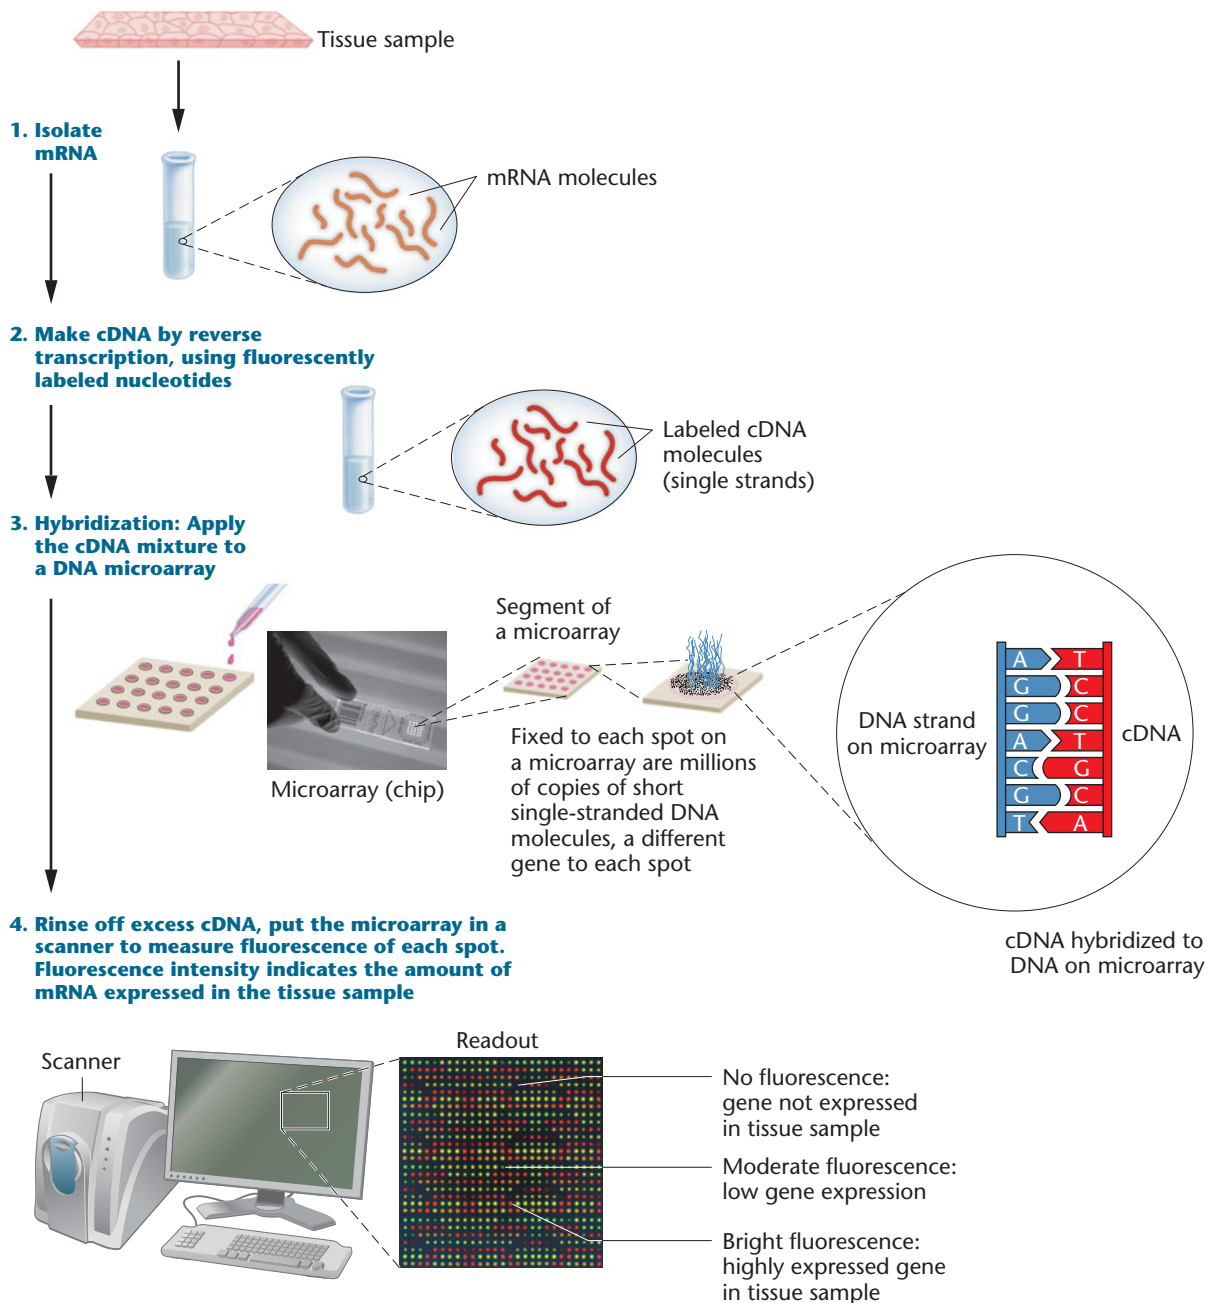 Tissue sample
1. Isolate
mRNA
mRNA molecules
2. Make cDNA by reverse
transcription, using fluorescently
labeled nucleotides
Labeled cDNA
molecules
(single strands)
3. Hybridization: Apply
the cDNA mixture to
a DNA microarray
Segment of
a microarray
Microarray (chip)
Fixed to each spot on
a microarray are millions
of copies of short
single-stranded DNA
molecules, a different
gene to each spot
DNA strand
on microarray
A T
G C
G C
A T
C G
G C
T A
cDNA
cDNA hybridized to
DNA on microarray
4. Rinse off excess cDNA, put the microarray in a
scanner to measure fluorescence of each spot.
Fluorescence intensity indicates the amount of
mRNA expressed in the tissue sample
Scanner
Readout
No fluorescence:
gene not expressed
in tissue sample
Moderate fluorescence:
low gene expression
Bright fluorescence:
highly expressed gene
in tissue sample